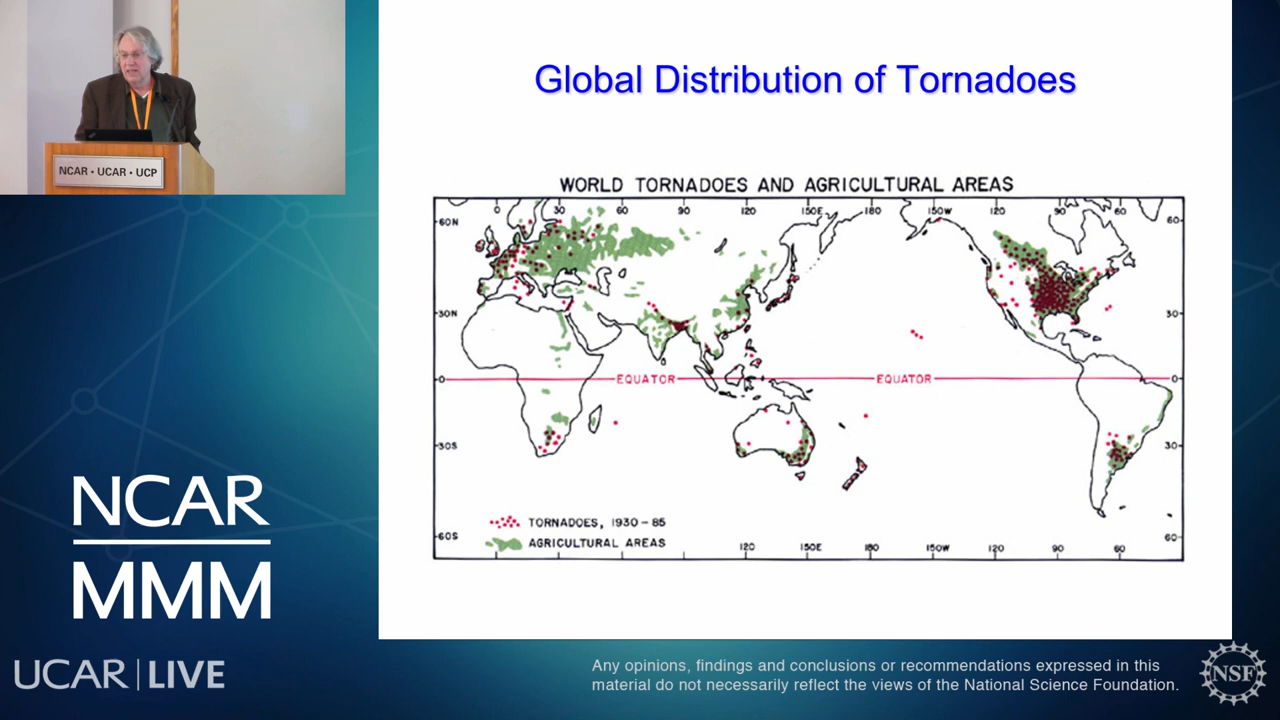 NCAR • UCAR • UCP
Global Distribution of Tornadoes
WORLD TORNADOES AND AGRICULTURAL AREAS
0 30 60 90 120 150E 180 150W 120 90 60
60N 60
30N 30
0 EQUATOR EQUATOR 0
30S 30
TORNADOES, 1930-85
AGRICULTURAL AREAS
60S 120 150E 180 150W 120 90 60 60
NCAR
MMM
UCAR | LIVE
Any opinions, findings and conclusions or recommendations expressed in this
material do not necessarily reflect the views of the National Science Foundation.
NSF